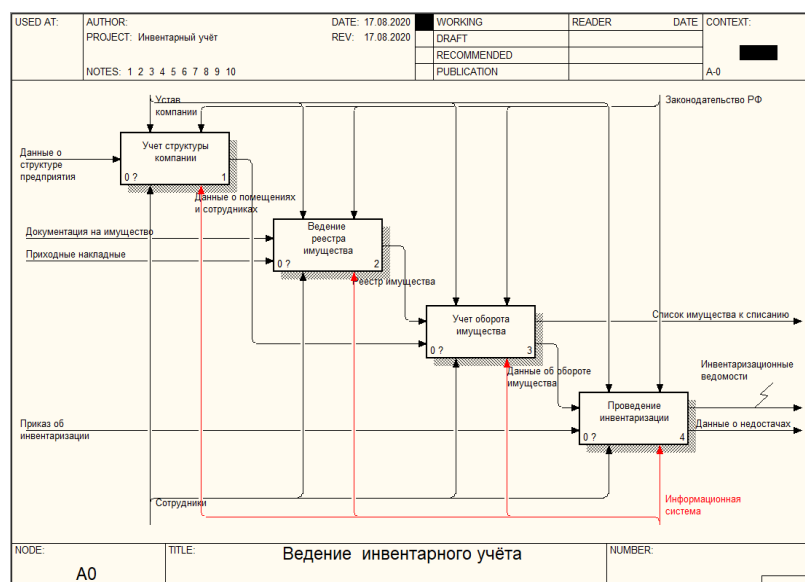 USED AT:
AUTHOR:
DATE: 17.08.2020
WORKING
READER
DATE
CONTEXT:
PROJECT: Инвентарный учёт
REV: 17.08.2020
DRAFT
RECOMMENDED
NOTES: 1 2 3 4 5 6 7 8 9 10
PUBLICATION
A-0
Устав
компании
Законодательство РФ
Данные о
структуре
предприятия
Учет структуры
компании
0 ?
1
Данные о помещениях
и сотрудниках
Документация на имущество
Приходные накладные
Ведение
реестра
имущества
0 ?
2
Реестр имущества
Учет оборота
имущества
0 ?
3
Список имущества к списанию
Данные об обороте
имущества
Инвентаризационные
ведомости
Приказ об
инвентаризации
Проведение
инвентаризации
0 ?
4
Данные о недостачах
Сотрудники
Информационная
система
NODE:
TITLE:
Ведение инвентарного учёта
NUMBER:
A0